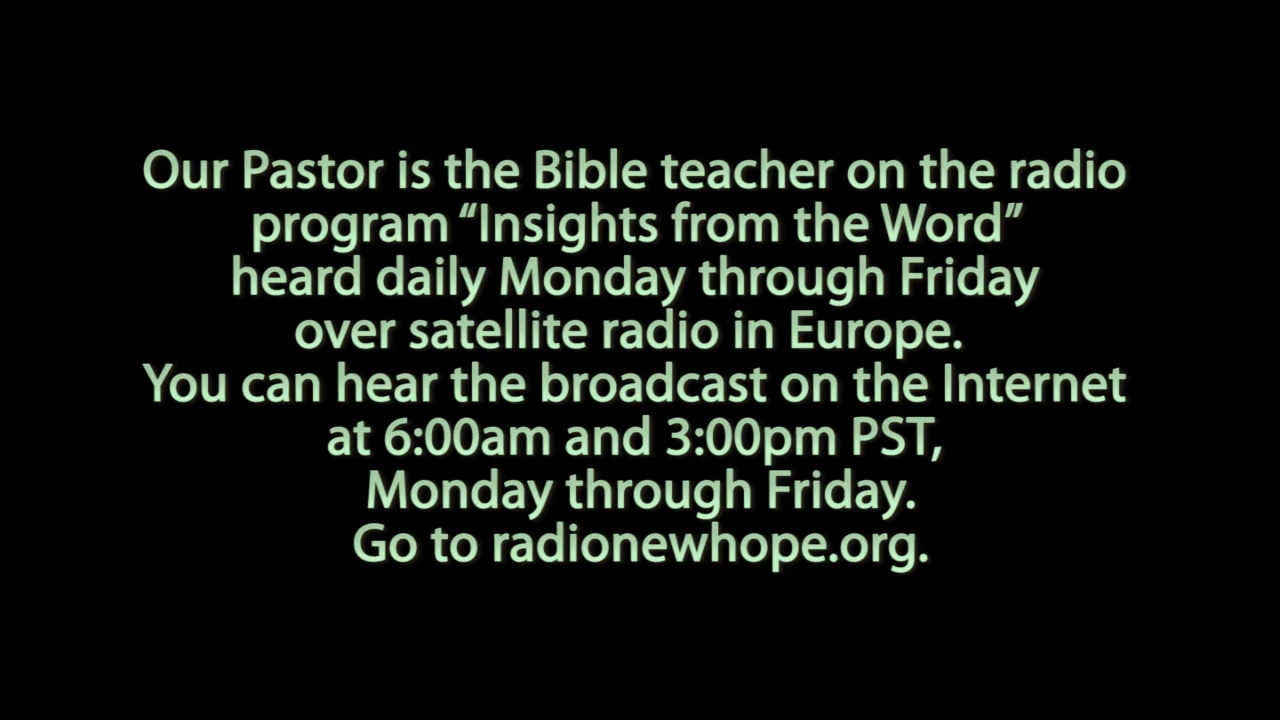 Our Pastor is the Bible teacher on the radio
program “Insights from the Word”
heard daily Monday through Friday
over satellite radio in Europe.
You can hear the broadcast on the Internet
at 6:00am and 3:00pm PST,
Monday through Friday.
Go to radionewhope.org.